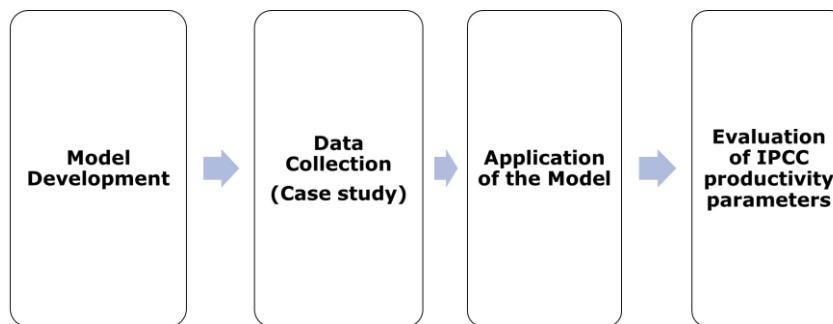 Model
Development
Data
Collection
(Case study)
Application
of the Model
Evaluation
of IPCC
productivity
parameters